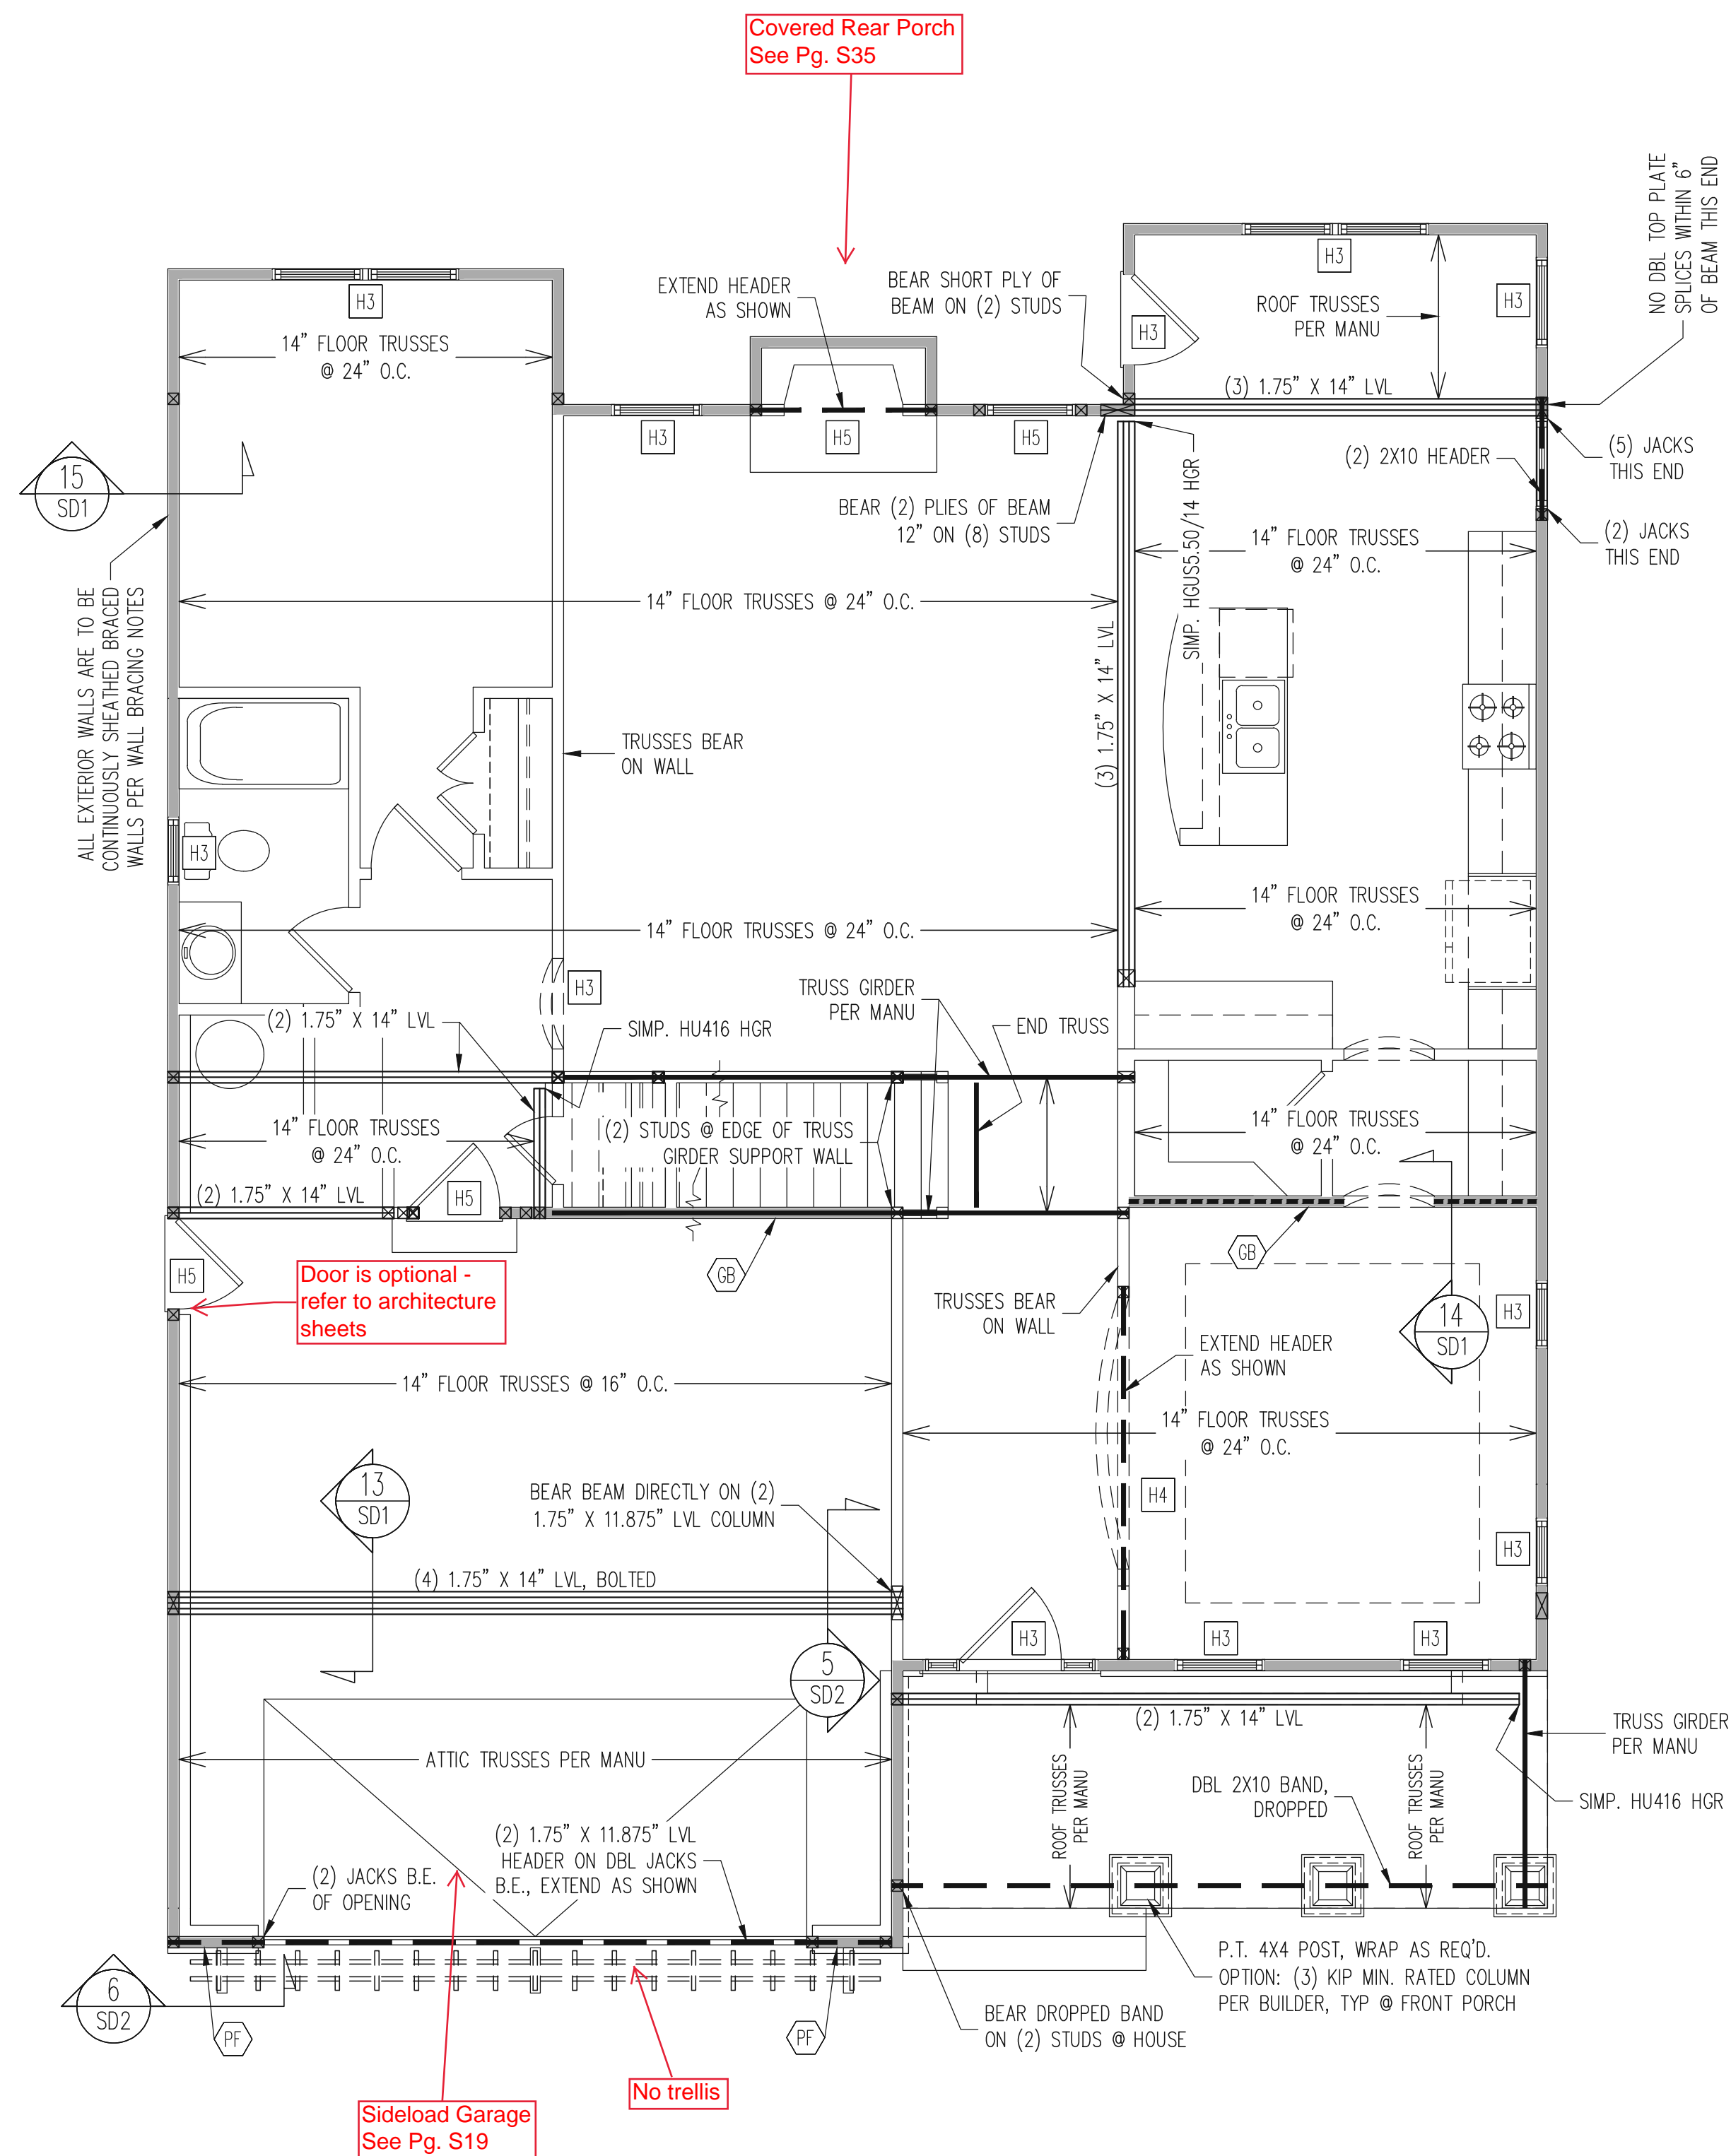 Covered Rear Porch
See Pg. S35
NO DBL TOP PLATE
SPLICES WITHIN 6"
OF BEAM THIS END
EXTEND HEADER
AS SHOWN
BEAR SHORT PLY OF
BEAM ON (2) STUDS
H3
H3
H3
H3
ROOF TRUSSES
PER MANU
14" FLOOR TRUSSES
@ 24" O.C.
(3) 1.75" X 14" LVL
H3
H5
H5
(2) 2X10 HEADER
(5) JACKS
THIS END
15
SD1
BEAR (2) PLIES OF BEAM
12" ON (8) STUDS
SIMP. HGUS5.50/14 HGR
14" FLOOR TRUSSES
@ 24" O.C.
(2) JACKS
THIS END
14" FLOOR TRUSSES @ 24" O.C.
ALL EXTERIOR WALLS ARE TO BE
CONTINUOUSLY SHEATHED BRACED
WALLS PER WALL BRACING NOTES
(3) 1.75" X 14" LVL
TRUSSES BEAR
ON WALL
H3
14" FLOOR TRUSSES
@ 24" O.C.
14" FLOOR TRUSSES @ 24" O.C.
H3
TRUSS GIRDER
PER MANU
(2) 1.75" X 14" LVL
SIMP. HU416 HGR
END TRUSS
14" FLOOR TRUSSES
@ 24" O.C.
(2) STUDS @ EDGE OF TRUSS
GIRDER SUPPORT WALL
14" FLOOR TRUSSES
@ 24" O.C.
(2) 1.75" X 14" LVL
H5
H5
GB
GB
Door is optional -
refer to architecture
sheets
TRUSSES BEAR
ON WALL
H3
14
SD1
EXTEND HEADER
AS SHOWN
14" FLOOR TRUSSES @ 16" O.C.
14" FLOOR TRUSSES
@ 24" O.C.
13
SD1
BEAR BEAM DIRECTLY ON (2)
1.75" X 11.875" LVL COLUMN
H4
H3
(4) 1.75" X 14" LVL, BOLTED
H3
H3
H3
5
SD2
(2) 1.75" X 14" LVL
TRUSS GIRDER
PER MANU
ATTIC TRUSSES PER MANU
ROOF TRUSSES
PER MANU
DBL 2X10 BAND,
DROPPED
ROOF TRUSSES
PER MANU
SIMP. HU416 HGR
(2) 1.75" X 11.875" LVL
HEADER ON DBL JACKS
B.E., EXTEND AS SHOWN
(2) JACKS B.E.
OF OPENING
P.T. 4X4 POST, WRAP AS REQ'D.
OPTION: (3) KIP MIN. RATED COLUMN
PER BUILDER, TYP @ FRONT PORCH
6
SD2
PF
PF
BEAR DROPPED BAND
ON (2) STUDS @ HOUSE
No trellis
Sideload Garage
See Pg. S19